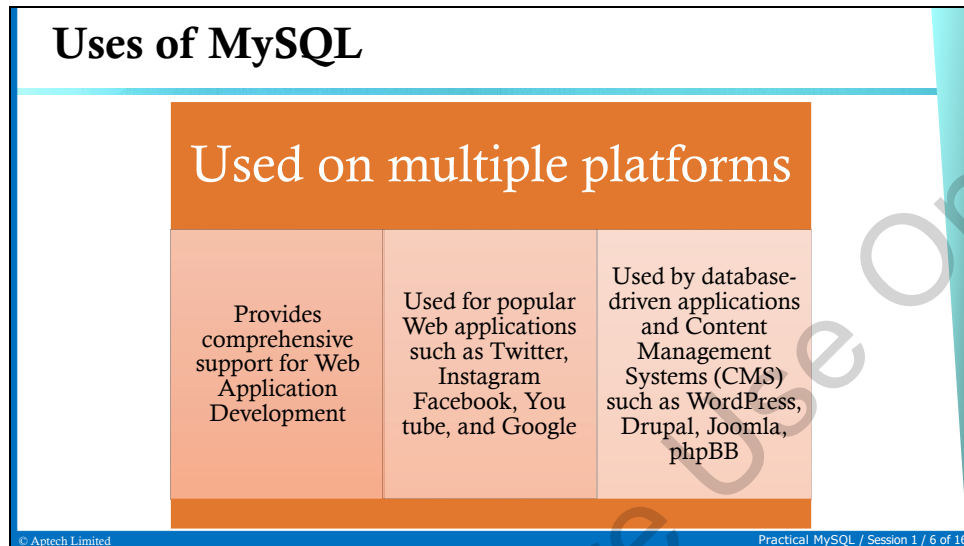 Uses of MySQL
Used on multiple platforms
Provides
comprehensive
support for Web
Application
Development
Used for popular
Web applications
such as Twitter,
Instagram
Facebook, You
tube, and Google
Used by database-
driven applications
and Content
Management
Systems (CMS)
such as WordPress,
Drupal, Joomla,
phpBB
Use
© Aptech Limited
Practical MySQL / Session 1 / 6 of 16